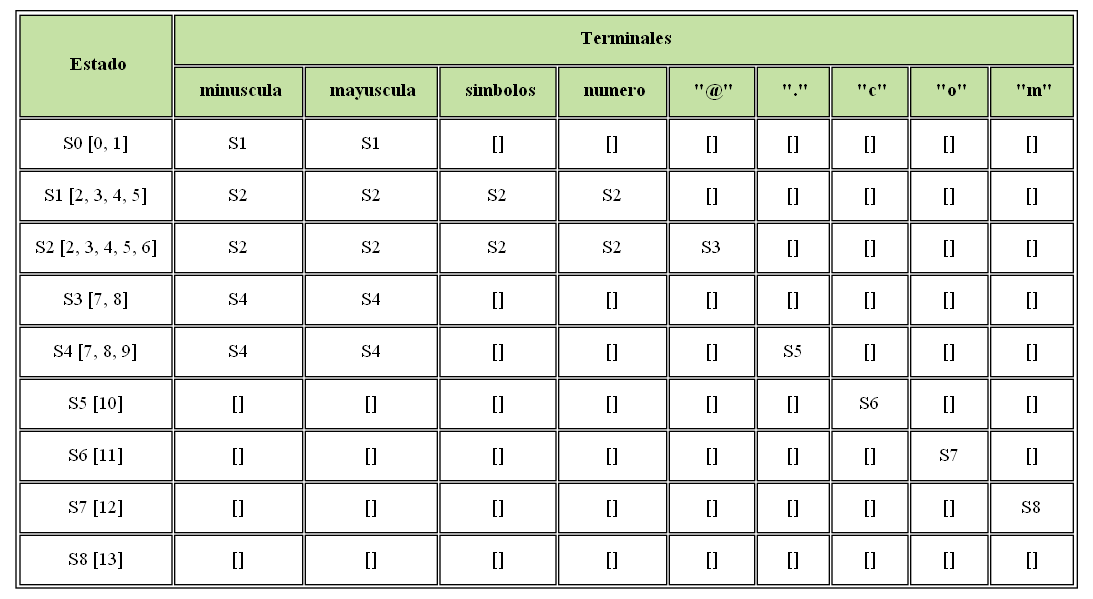 Estado Terminales
minuscula mayuscula simbolos numero "@" "." "c" "o" "m"
S0 [0, 1] S1 S1 [] [] [] [] [] [] []
S1 [2, 3, 4, 5] S2 S2 S2 S2 [] [] [] [] []
S2 [2, 3, 4, 5, 6] S2 S2 S2 S2 S3 [] [] [] []
S3 [7, 8] S4 S4 [] [] [] [] [] [] []
S4 [7, 8, 9] S4 S4 [] [] [] S5 [] [] []
S5 [10] [] [] [] [] [] [] S6 [] []
S6 [11] [] [] [] [] [] [] [] S7 []
S7 [12] [] [] [] [] [] [] [] [] S8
S8 [13] [] [] [] [] [] [] [] [] []